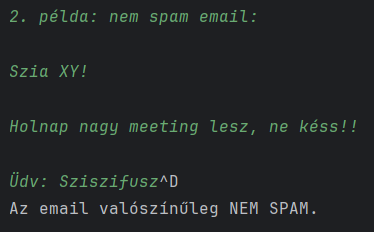 2. példa: nem spam email:
Szia XY!
Holnap nagy meeting lesz, ne késs!!
Üdv: Sziszifusz^D
Az email valószínűleg NEM SPAM.